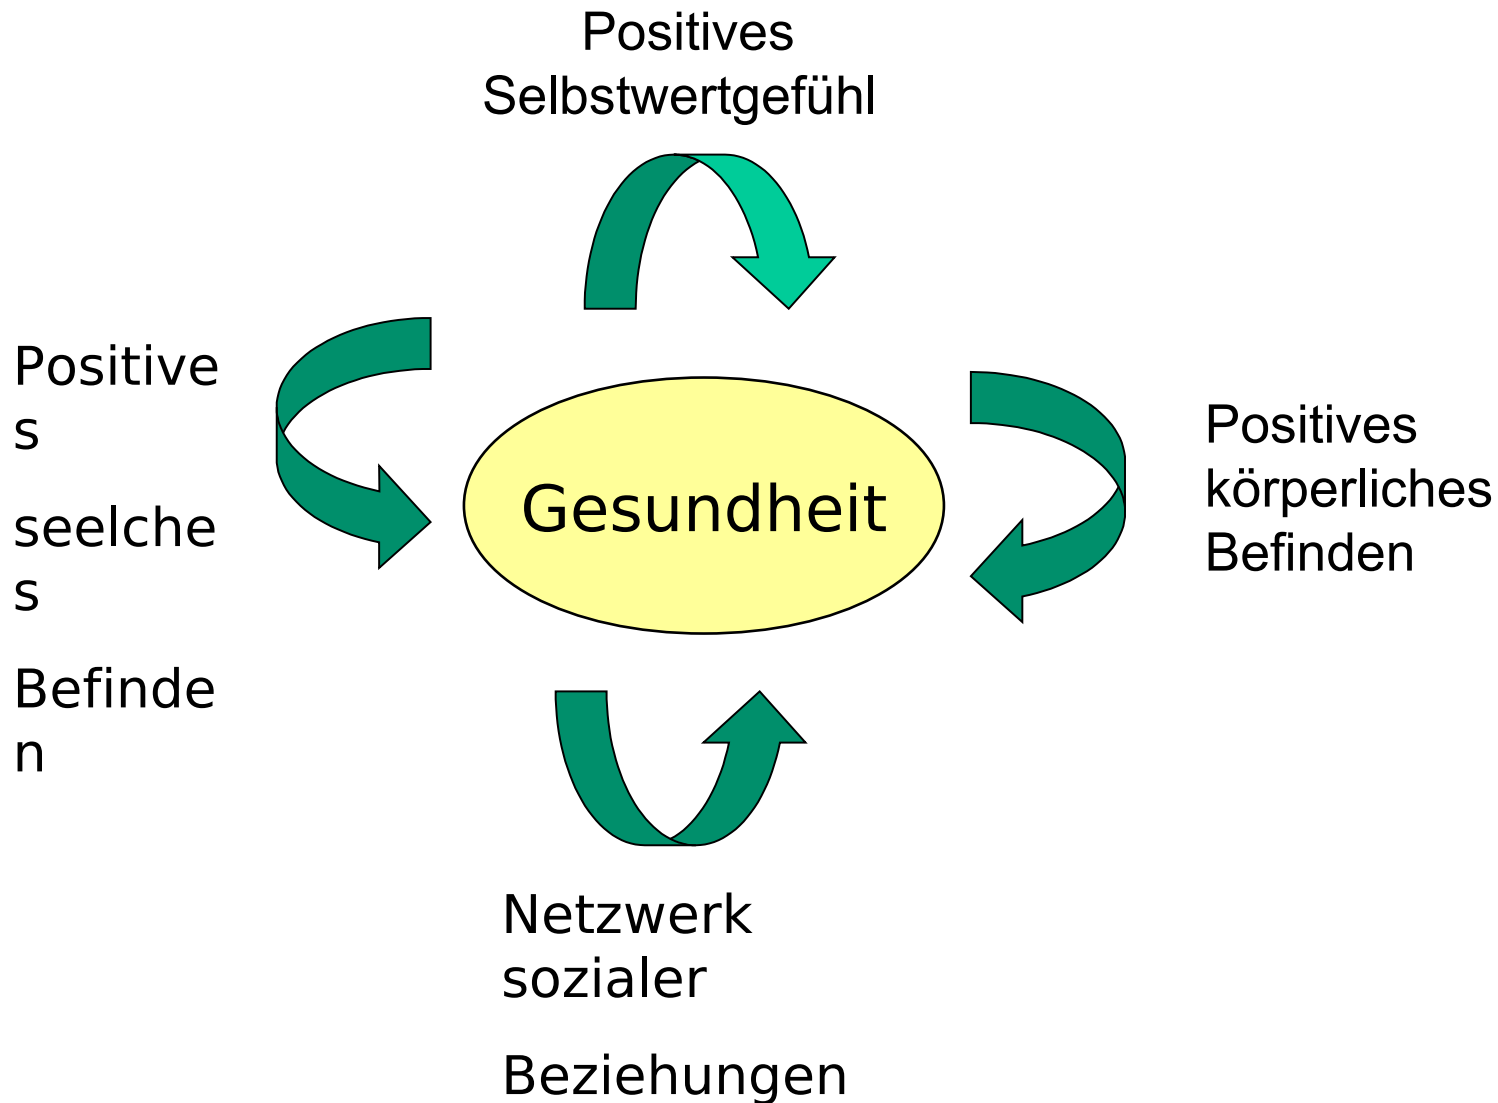 Positives
Selbstwertgefühl
Positive
s
seelche
s
Befinde
n
Gesundheit
Positives
körperliches
Befinden
Netzwerk
sozialer
Beziehungen